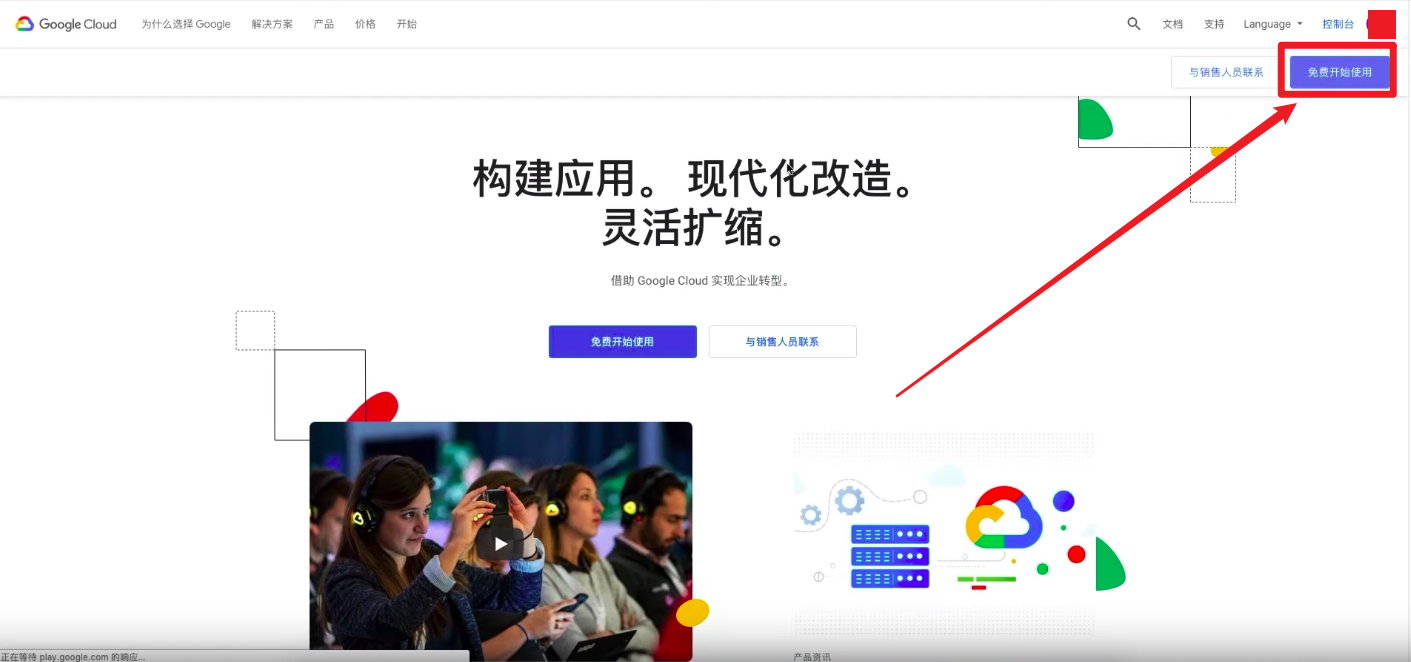 Google Cloud 为什么选择 Google 解决方案 产品 价格 开始 文档 支持 Language 控制台
与销售人员联系 免费开始使用
构建应用。 现代化改造。
灵活扩缩。
借助 Google Cloud 实现企业转型。
免费开始使用 与销售人员联系
产品资讯
正在等待 play.google.com 的响应...